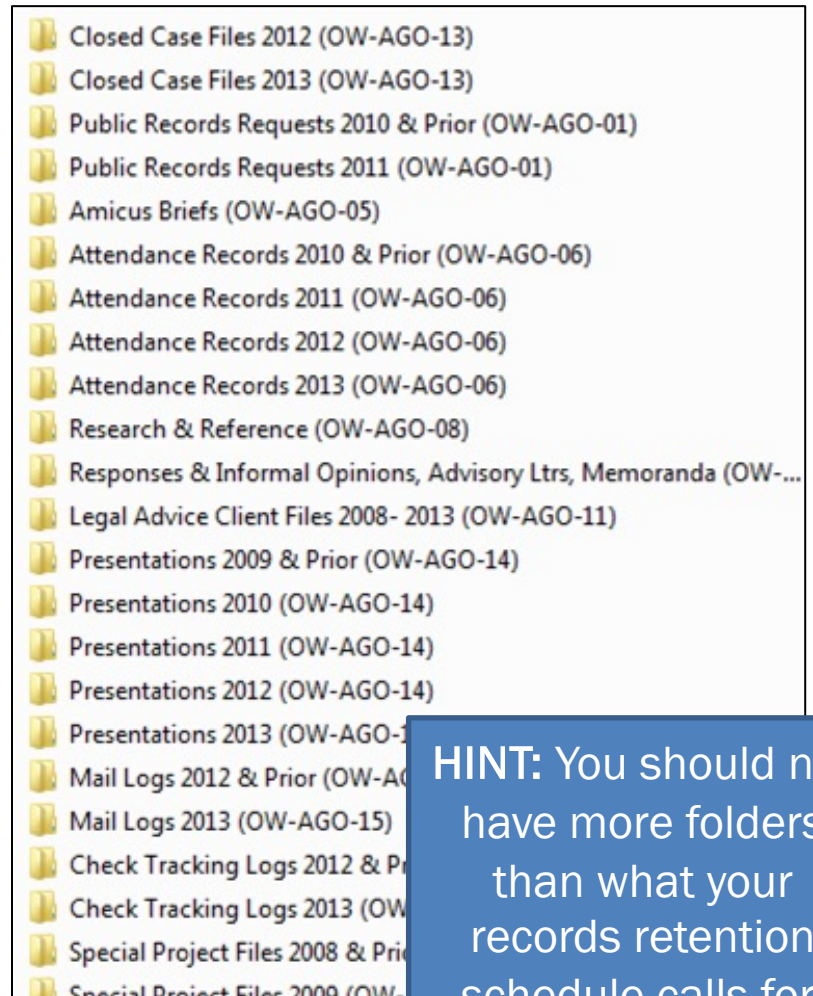 Closed Case Files 2012 (OW-AGO-13)
Closed Case Files 2013 (OW-AGO-13)
Public Records Requests 2010 & Prior (OW-AGO-01)
Public Records Requests 2011 (OW-AGO-01)
Amicus Briefs (OW-AGO-05)
Attendance Records 2010 & Prior (OW-AGO-06)
Attendance Records 2011 (OW-AGO-06)
Attendance Records 2012 (OW-AGO-06)
Attendance Records 2013 (OW-AGO-06)
Research & Reference (OW-AGO-08)
Responses & Informal Opinions, Advisory Ltrs, Memoranda (OW-...
Legal Advice Client Files 2008- 2013 (OW-AGO-11)
Presentations 2009 & Prior (OW-AGO-14)
Presentations 2010 (OW-AGO-14)
Presentations 2011 (OW-AGO-14)
Presentations 2012 (OW-AGO-14)
Presentations 2013 (OW-AGO-
Mail Logs 2012 & Prior (OW-
Mail Logs 2013 (OW-AGO-15)
Check Tracking Logs 2012 &
Check Tracking Logs 2013 (OW
Special Project Files 2008 &
Special Project Files 2009 (OW-
HINT: You should
have more folders
than what your
records retention
schedule calls for